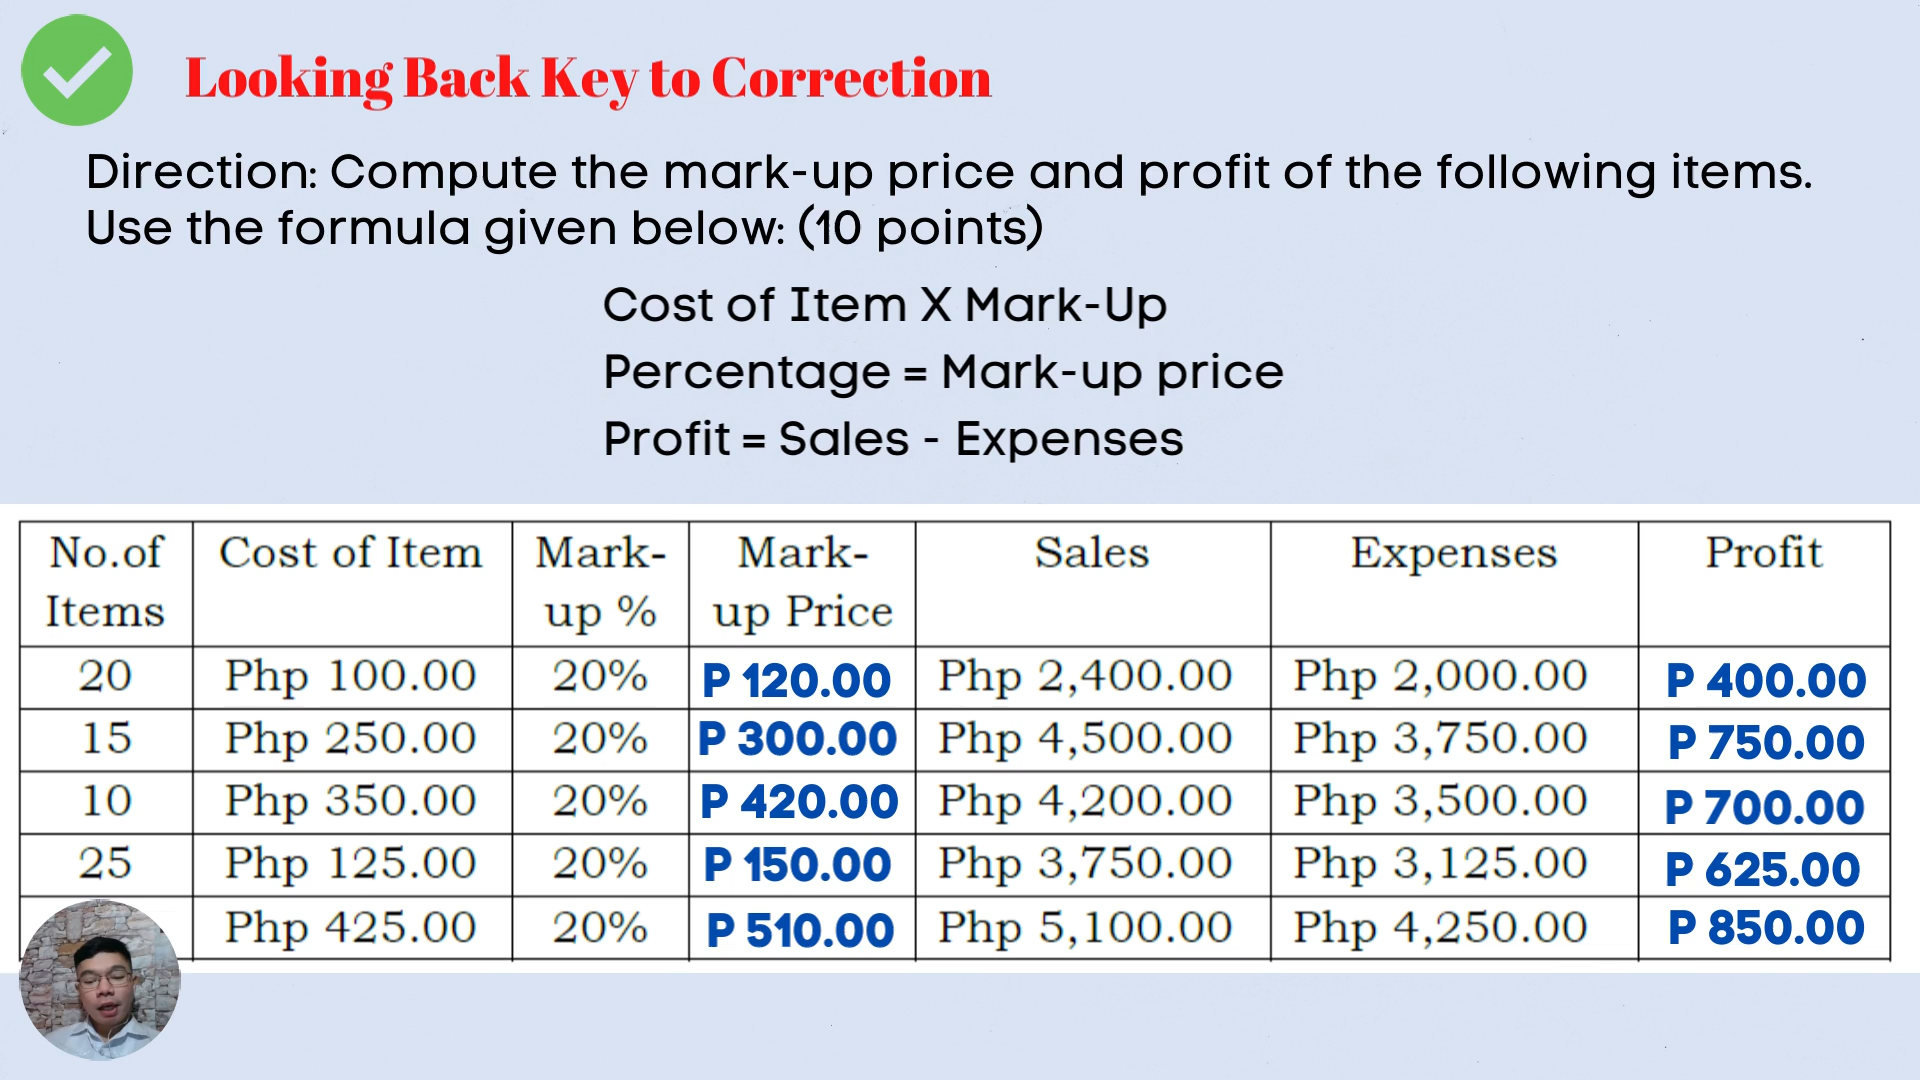 Looking Back Key to Correction
Direction: Compute the mark-up price and profit of the following items.
Use the formula given below: (10 points)
Cost of Item X Mark-Up
Percentage = Mark-up price
Profit = Sales - Expenses
No.of Items Cost of Item Mark-up % Mark-up Price Sales Expenses Profit
20 Php 100.00 20% P 120.00 Php 2,400.00 Php 2,000.00 P 400.00
15 Php 250.00 20% P 300.00 Php 4,500.00 Php 3,750.00 P 750.00
10 Php 350.00 20% P 420.00 Php 4,200.00 Php 3,500.00 P 700.00
25 Php 125.00 20% P 150.00 Php 3,750.00 Php 3,125.00 P 625.00
Php 425.00 20% P 510.00 Php 5,100.00 Php 4,250.00 P 850.00